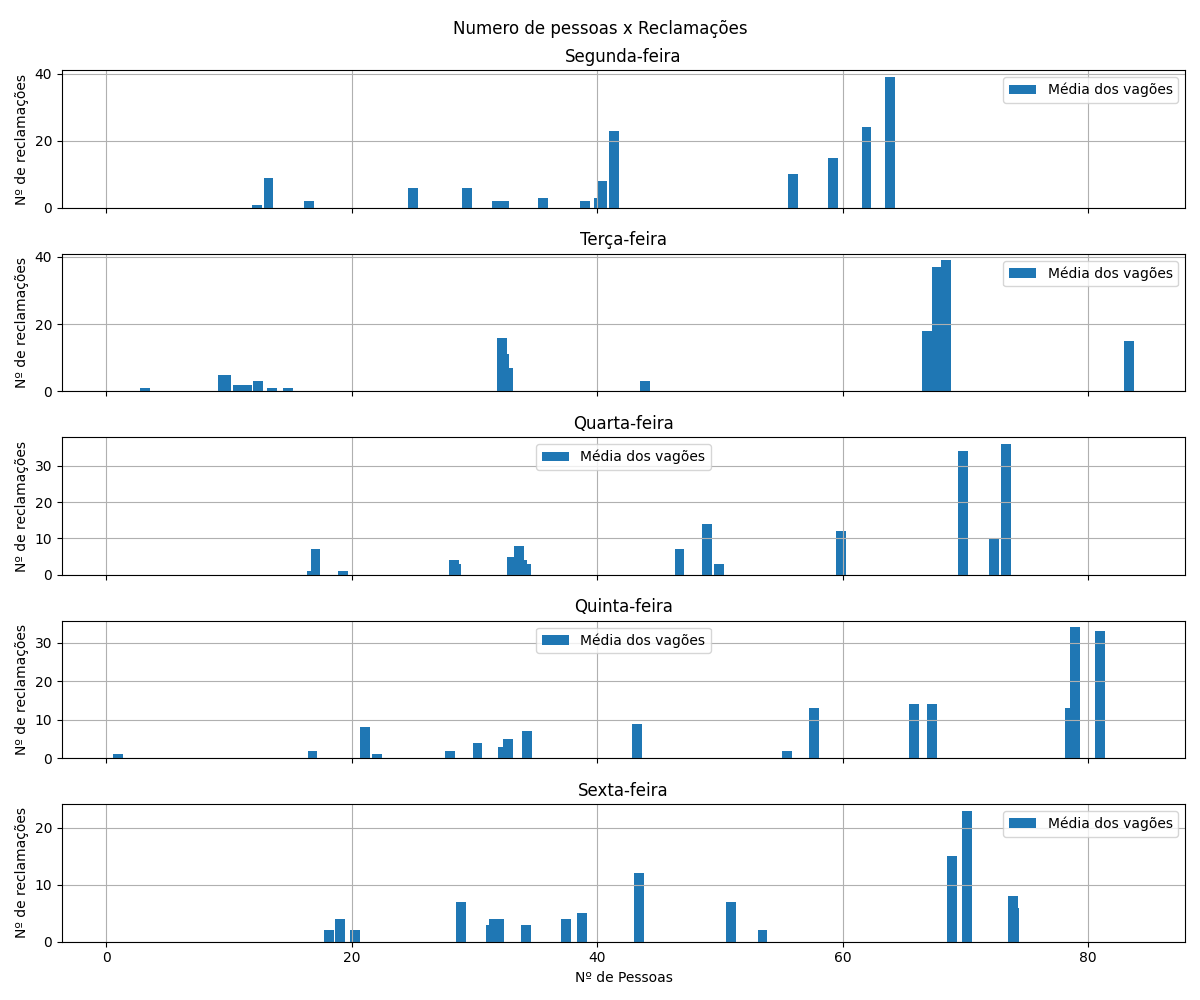 Numero de pessoas x Reclamações
Segunda-feira
Nº de reclamações
40
20
0
Média dos vagões
Terça-feira
Nº de reclamações
40
20
0
Média dos vagões
Quarta-feira
Nº de reclamações
30
20
10
0
Média dos vagões
Quinta-feira
Nº de reclamações
30
20
10
0
Média dos vagões
Sexta-feira
Nº de reclamações
20
10
0
Média dos vagões
0 20 40 60 80
Nº de Pessoas